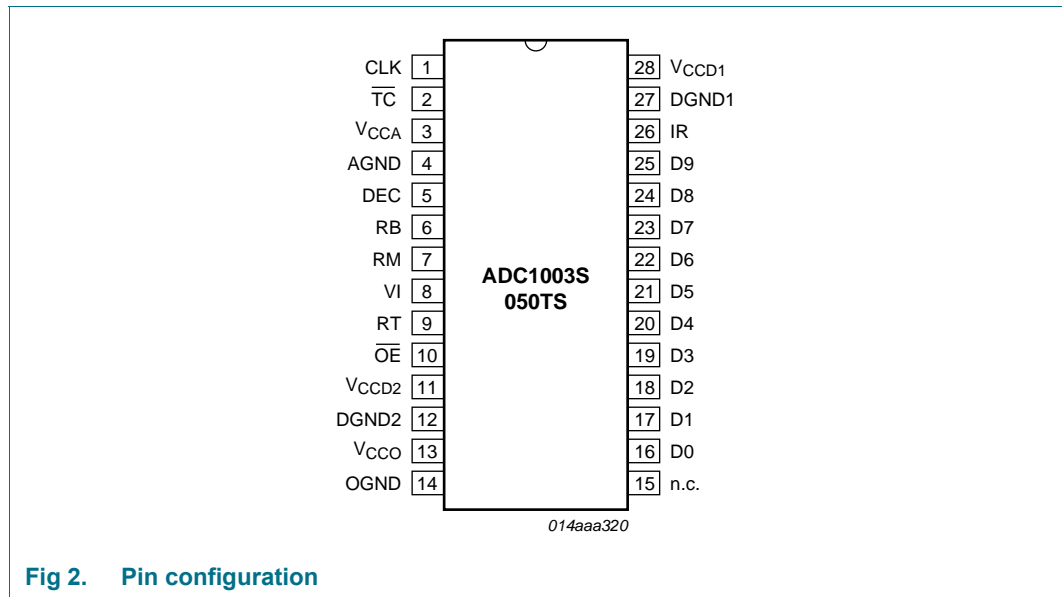 CLK 1
TC 2
VCCA 3
AGND 4
DEC 5
RB 6
RM 7
VI 8
RT 9
OE 10
VCCD2 11
DGND2 12
VCCO 13
OGND 14
ADC1003S
050TS
28 VCCD1
27 DGND1
26 IR
25 D9
24 D8
23 D7
22 D6
21 D5
20 D4
19 D3
18 D2
17 D1
16 D0
15 n.c.
014aaa320
Fig 2. Pin configuration